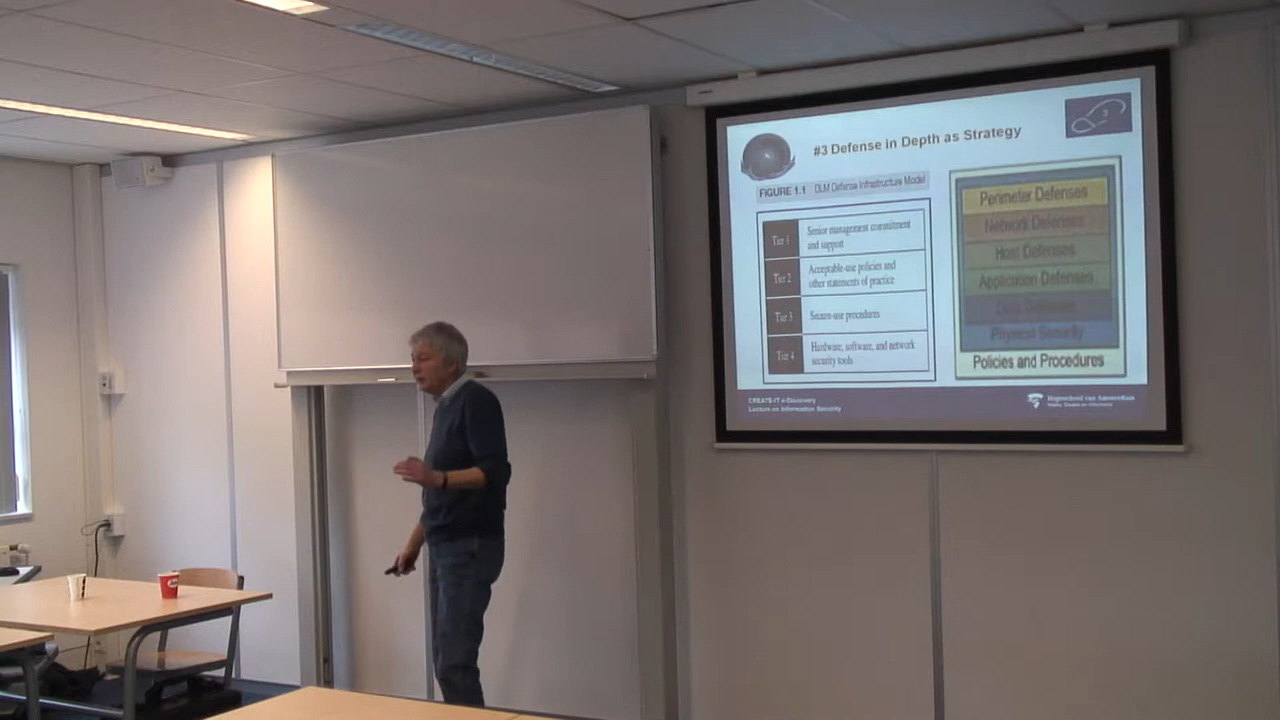 #3 Defense in Depth as Strategy
FIGURE 1.1 DLM Defense Infrastructure Model
Tier 1
Senior management commitment
and support
Tier 2
Acceptable-use policies and
other statements of practice
Tier 3
Secure-use procedures
Tier 4
Hardware, software, and network
security tools
Perimeter Defenses
Network Defenses
Host Defenses
Application Defenses
Data Defenses
Physical Security
Policies and Procedures
CREATE-IT e-Discovery
Lecture on Information Security
Hogeschool van Amsterdam